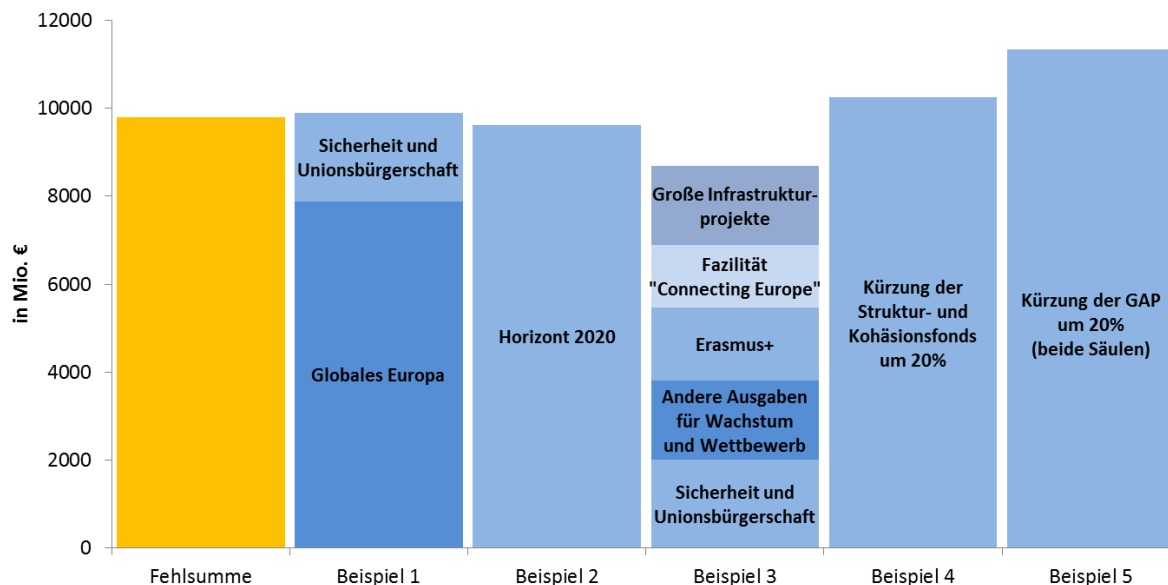 12000
10000
8000
6000
4000
2000
0
in Mio. €
Sicherheit und
Unionsbürgerschaft
Globales Europa
Horizont 2020
Große Infrastruktur-
projekte
Fazilität
"Connecting Europe"
Erasmus+
Andere Ausgaben
für Wachstum
und Wettbewerb
Sicherheit und
Unionsbürgerschaft
Kürzung der
Struktur- und
Kohäsionsfonds
um 20%
Kürzung der GAP
um 20%
(beide Säulen)
Fehlsumme
Beispiel 1
Beispiel 2
Beispiel 3
Beispiel 4
Beispiel 5